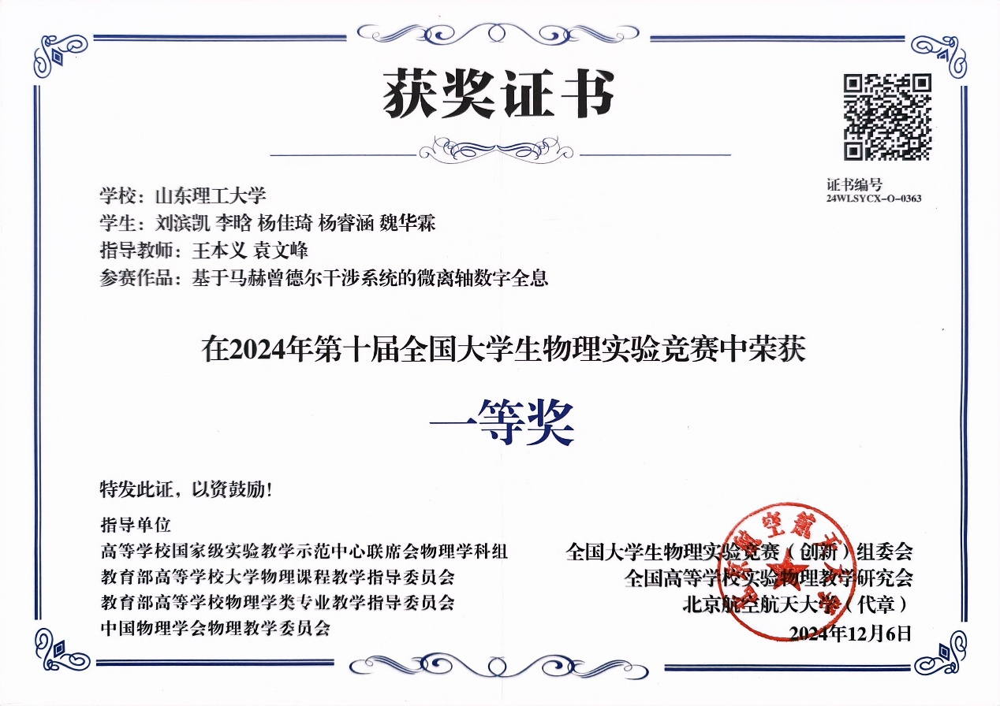 获奖证书
证书编号
24WLSYCX-O-0363
学校：山东理工大学
学生：刘滨凯 李晗 杨佳琦 杨睿涵 魏华霖
指导教师：王本义 袁文峰
参赛作品：基于马赫曾德尔干涉系统的微离轴数字全息
在2024年第十届全国大学生物理实验竞赛中荣获
一等奖
特发此证，以资鼓励！
指导单位
高等学校国家级实验教学示范中心联席会物理学科组
教育部高等学校大学物理课程教学指导委员会
教育部高等学校物理学类专业教学指导委员会
中国物理学会物理教学委员会
全国大学生物理实验竞赛（创新）组委会
全国高等学校实验物理教学研究会
北京航空航天大学（代章）
2024年12月6日
北京航空航天大学